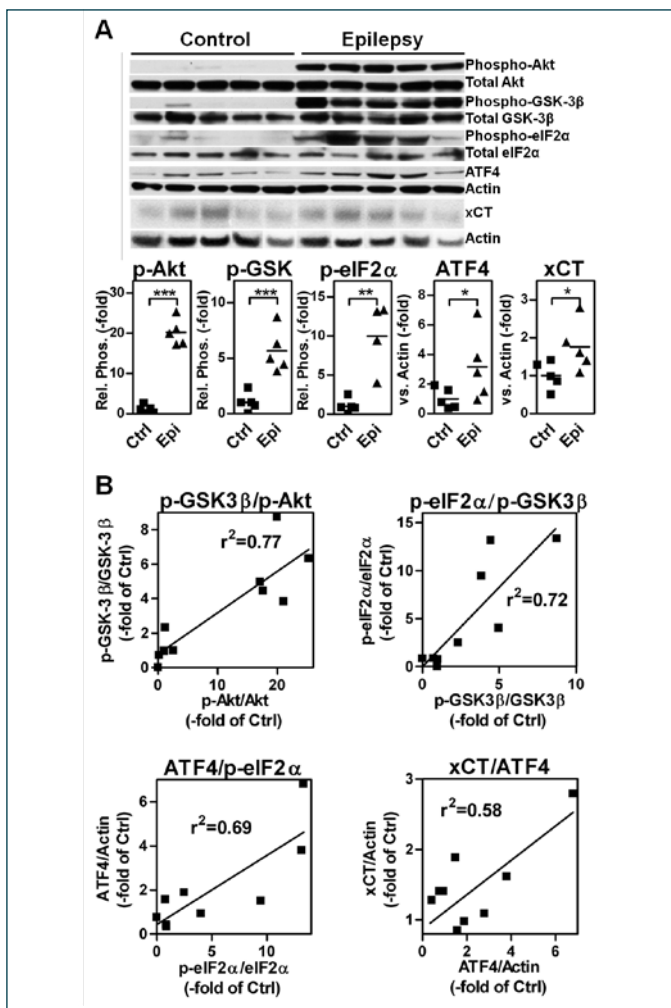 A
Control Epilepsy
Phospho-Akt
Total Akt
Phospho-GSK-3β
Total GSK-3β
Phospho-eIF2α
Total eIF2α
ATF4
Actin
xCT
Actin
p-Akt p-GSK p-eIF2α ATF4 xCT
Rel. Phos. (-fold)
30
20
10
0
***
Ctrl Epi
Rel. Phos. (-fold)
10
5
0
***
Ctrl Epi
Rel. Phos. (-fold)
15
10
5
0
**
Ctrl Epi
vs. Actin (-fold)
8
6
4
2
0
*
Ctrl Epi
vs. Actin (-fold)
3
2
1
0
*
Ctrl Epi
B
p-GSK3β/p-Akt
p-GSK-3β/GSK-3β
(-fold of Ctrl)
8
6
4
2
0
r²=0.77
0 10 20
p-Akt/Akt
(-fold of Ctrl)
p-eIF2α/p-GSK3β
p-eIF2α/eIF2α
(-fold of Ctrl)
15
10
5
0
r²=0.72
0 5 10
p-GSK3β/GSK3β
(-fold of Ctrl)
ATF4/p-eIF2α
ATF4/Actin
(-fold of Ctrl)
6
4
2
0
r²=0.69
0 10
p-eIF2α/eIF2α
(-fold of Ctrl)
xCT/ATF4
xCT/Actin
(-fold of Ctrl)
3
2
1
r²=0.58
0 2 4 6
ATF4/Actin
(-fold of Ctrl)